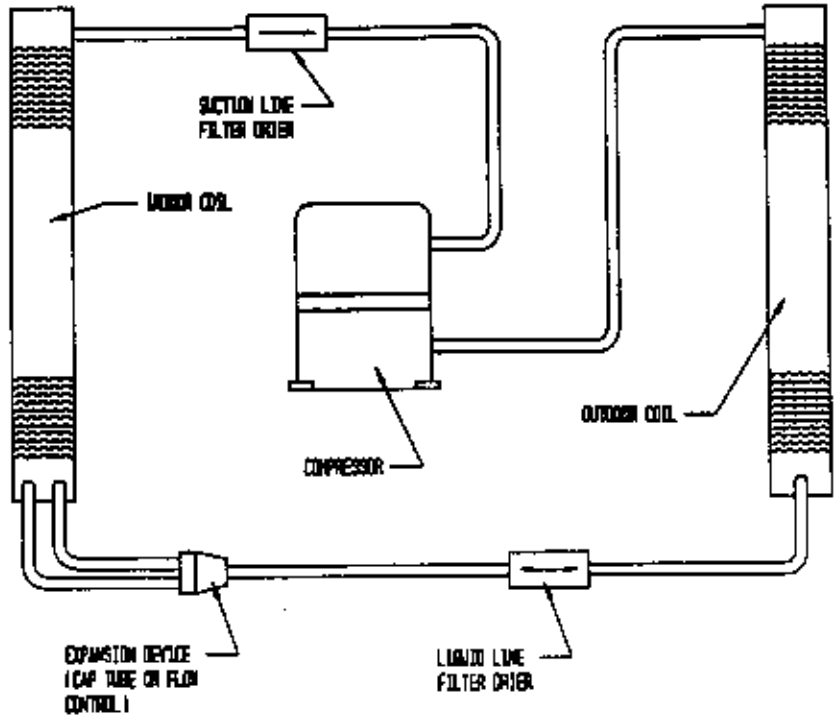 SUCTION LINE
FILTER DRIER
INDOOR COIL
OUTDOOR COIL
COMPRESSOR
EXPANSION DEVICE
(CAP TUBE OR FLOW
CONTROL)
LIQUID LINE
FILTER DRIER